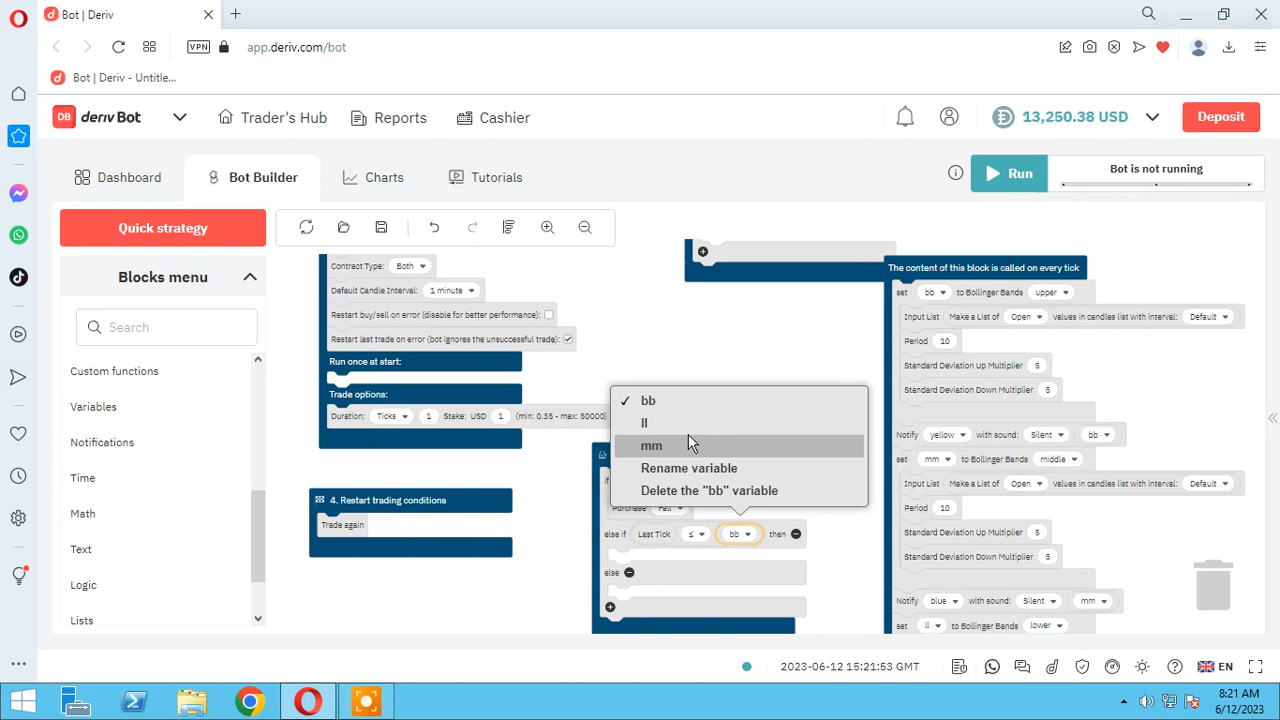 Bot | Deriv
VPN
app.deriv.com/bot
Bot | Deriv - Untitle...
DB deriv Bot
Trader's Hub
Reports
Cashier
13,250.38 USD
Deposit
Dashboard
Bot Builder
Charts
Tutorials
Run
Bot is not running
Quick strategy
Blocks menu
Search
Custom functions
Variables
Notifications
Time
Math
Text
Logic
Lists
Contract Type: Both
Default Candle Interval: 1 minute
Restart buy/sell on error (disable for better performance):
Restart last trade on error (bot ignores the unsuccessful trade):
Run once at start:
Trade options:
Duration: Ticks 1 Stake: USD 1 (min: 0.35 - max: 50000)
4. Restart trading conditions
Trade again
bb
ll
mm
Rename variable
Delete the "bb" variable
if
Purchase Fall
else if Last Tick ≤ bb then
else
The content of this block is called on every tick
set bb to Bollinger Bands upper
Input List Make a List of Open values in candles list with interval: Default
Period 10
Standard Deviation Up Multiplier 5
Standard Deviation Down Multiplier 5
Notify yellow with sound: Silent bb
set mm to Bollinger Bands middle
Input List Make a List of Open values in candles list with interval: Default
Period 10
Standard Deviation Up Multiplier 5
Standard Deviation Down Multiplier 5
Notify blue with sound: Silent mm
set ll to Bollinger Bands lower
2023-06-12 15:21:53 GMT
EN
8:21 AM
6/12/2023